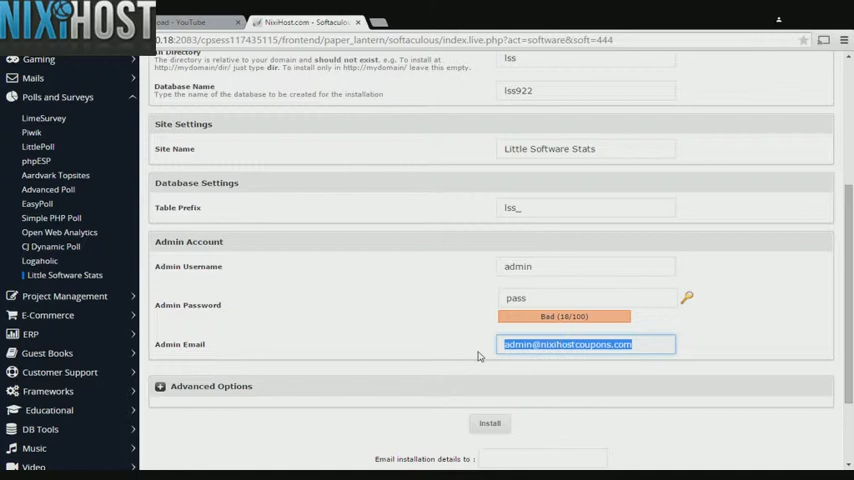 NIXIHOST
oad - YouTube
NixiHost.com - Softaculous
0.18:2083/cpsess117435115/frontend/paper_lantern/softaculous/index.live.php?act=software&soft=444
Gaming
Mails
Polls and Surveys
LimeSurvey
Piwik
LittlePoll
phpESP
Aardvark Topsites
Advanced Poll
EasyPoll
Simple PHP Poll
Open Web Analytics
CJ Dynamic Poll
Logaholic
Little Software Stats
Project Management
E-Commerce
ERP
Guest Books
Customer Support
Frameworks
Educational
DB Tools
Music
Video
In Directory
The directory is relative to your domain and should not exist. e.g. To install at
http://mydomain/dir/ just type dir. To install only in http://mydomain/ leave this empty.
lss
Database Name
Type the name of the database to be created for the installation
lss922
Site Settings
Site Name
Little Software Stats
Database Settings
Table Prefix
lss_
Admin Account
Admin Username
admin
Admin Password
pass
Bad (18/100)
Admin Email
admin@nixihostcoupons.com
Advanced Options
Install
Email installation details to :